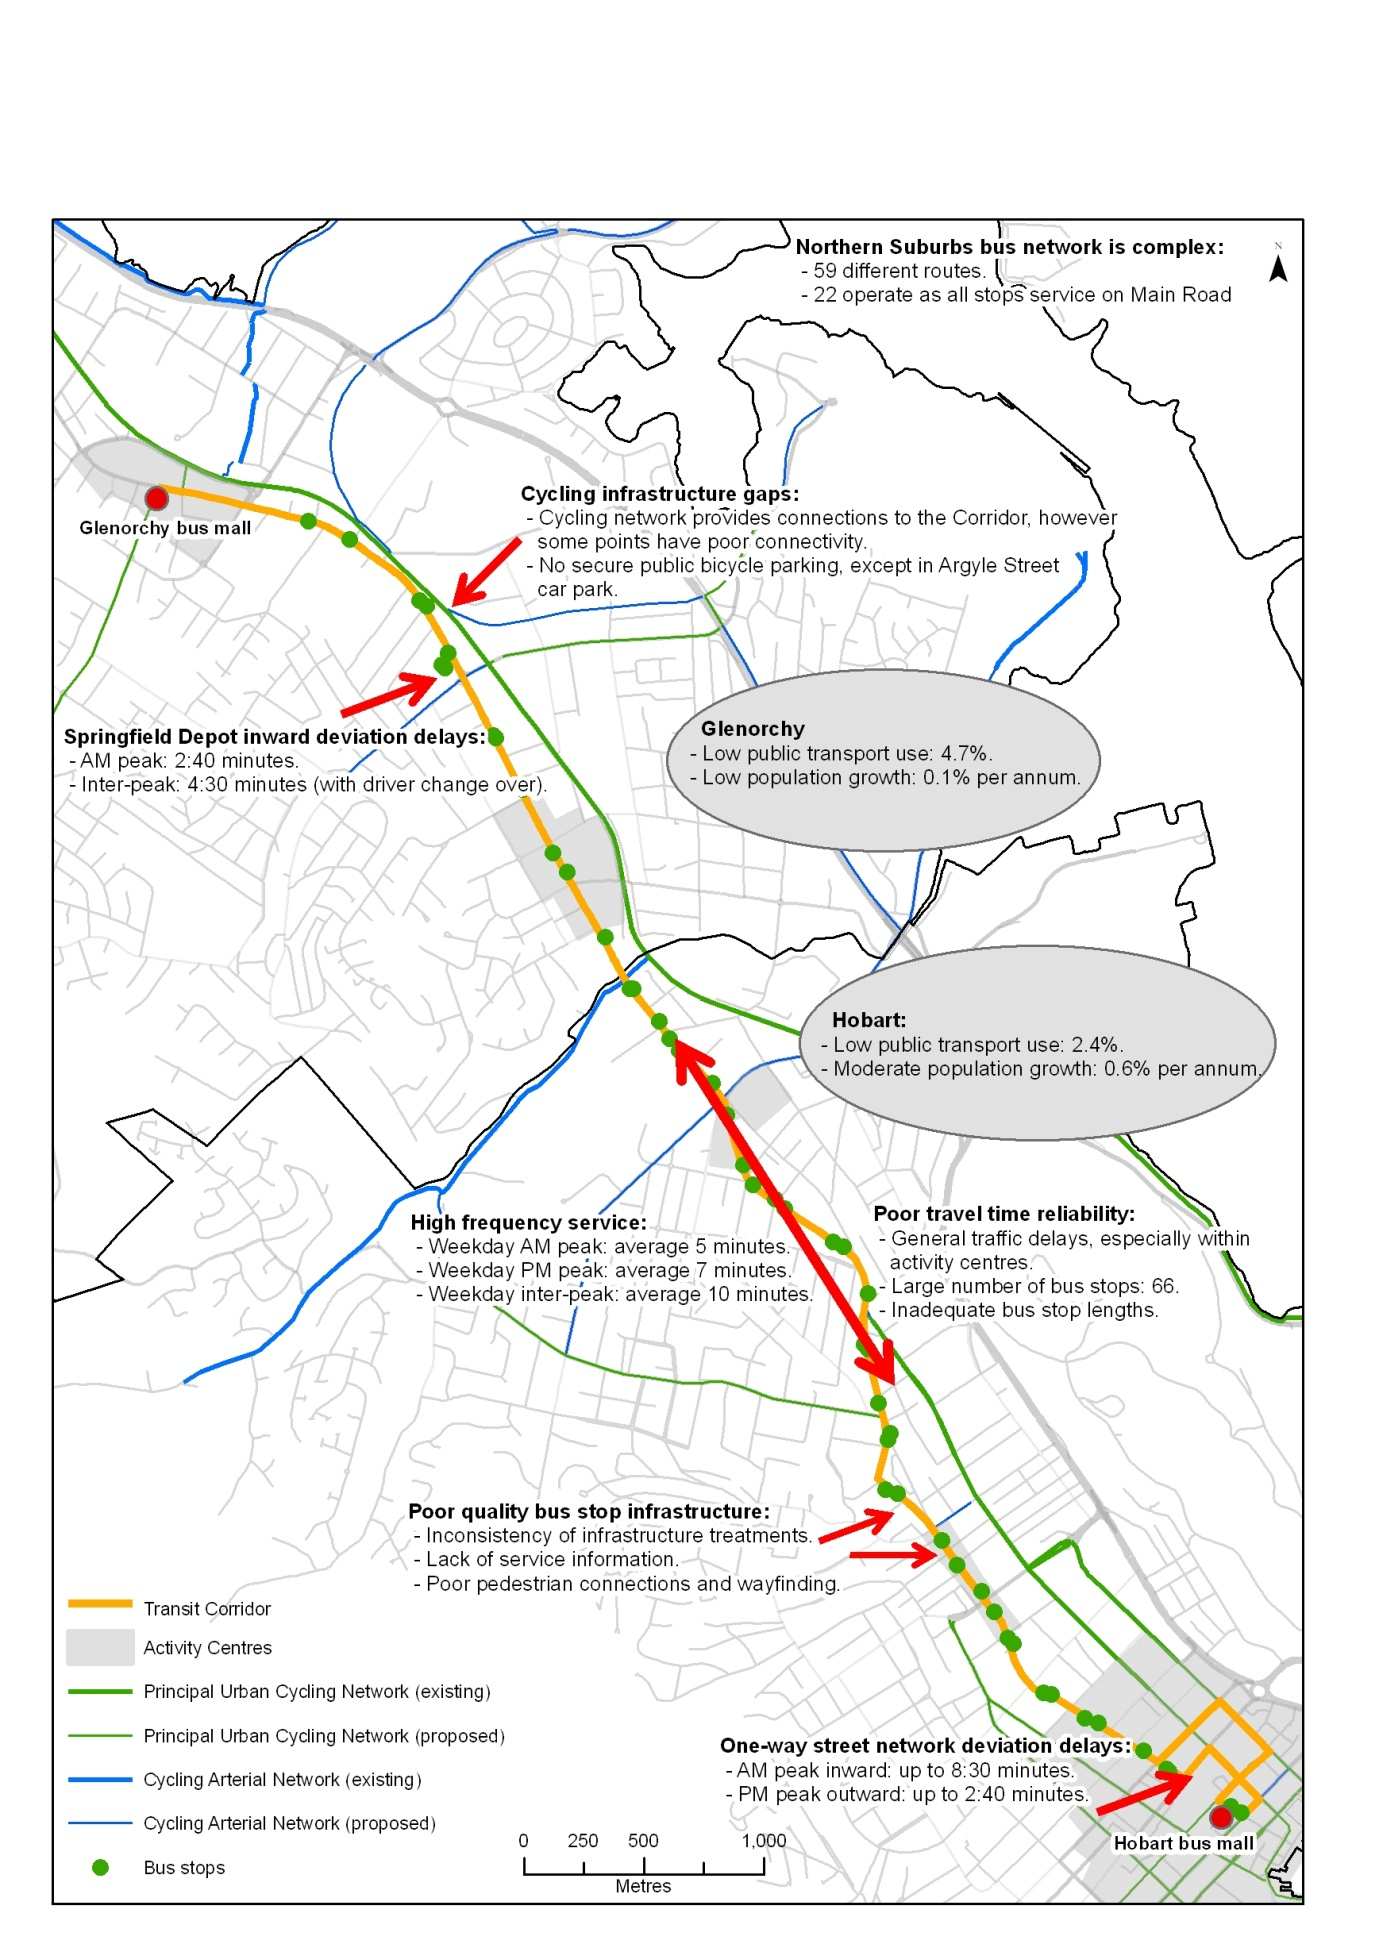 Northern Suburbs bus network is complex:
- 59 different routes.
- 22 operate as all stops service on Main Road
N
Cycling infrastructure gaps:
- Cycling network provides connections to the Corridor, however
some points have poor connectivity.
- No secure public bicycle parking, except in Argyle Street
car park.
Glenorchy bus mall
Springfield Depot inward deviation delays:
- AM peak: 2:40 minutes.
- Inter-peak: 4:30 minutes (with driver change over).
Glenorchy
- Low public transport use: 4.7%.
- Low population growth: 0.1% per annum.
Hobart:
- Low public transport use: 2.4%.
- Moderate population growth: 0.6% per annum.
High frequency service:
- Weekday AM peak: average 5 minutes.
- Weekday PM peak: average 7 minutes.
- Weekday inter-peak: average 10 minutes.
Poor travel time reliability:
- General traffic delays, especially within
activity centres.
- Large number of bus stops: 66.
- Inadequate bus stop lengths.
Poor quality bus stop infrastructure:
- Inconsistency of infrastructure treatments.
- Lack of service information.
- Poor pedestrian connections and wayfinding.
Transit Corridor
Activity Centres
Principal Urban Cycling Network (existing)
Principal Urban Cycling Network (proposed)
Cycling Arterial Network (existing)
Cycling Arterial Network (proposed)
Bus stops
One-way street network deviation delays:
- AM peak inward: up to 8:30 minutes.
- PM peak outward: up to 2:40 minutes.
Hobart bus mall
0 250 500 1,000
Metres